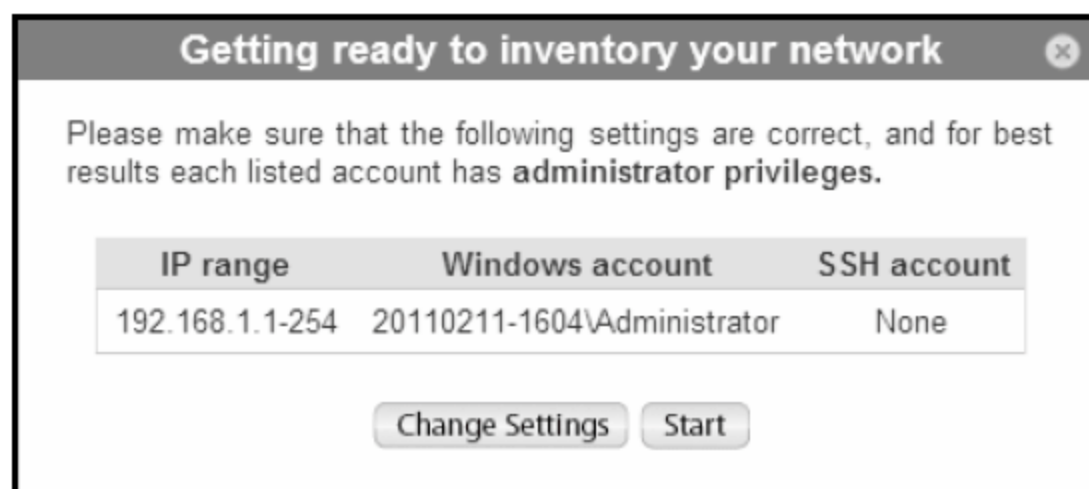 Getting ready to inventory your network
Please make sure that the following settings are correct, and for best
results each listed account has administrator privileges.
IP range Windows account SSH account
192.168.1.1-254 20110211-1604\Administrator None
Change Settings Start